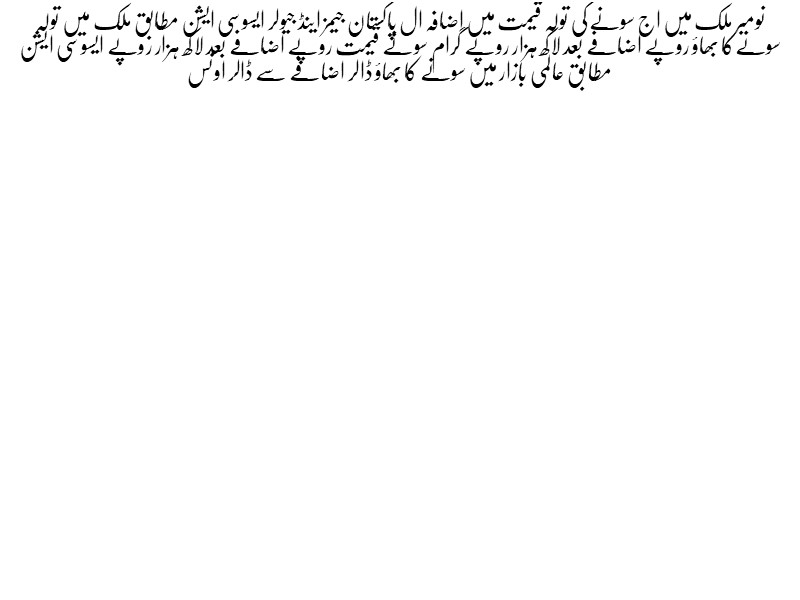 نومیر ملک میں اج سونے کی تولہ قیمت میں اضافہ ال پاکستان جیمز اینڈ جیولر ایسوسی ایشن مطابق ملک میں تولہ
سونے کا بھاؤ روپے اضافے بعد لاکھ ہزار روپے گرام سونے قیمت روپے اضافے بعد لاکھ ہزار روپے ایسوسی ایشن
مطابق عالمی بازار میں سونے کا بھاؤ ڈالر اضافے سے ڈالر اونس